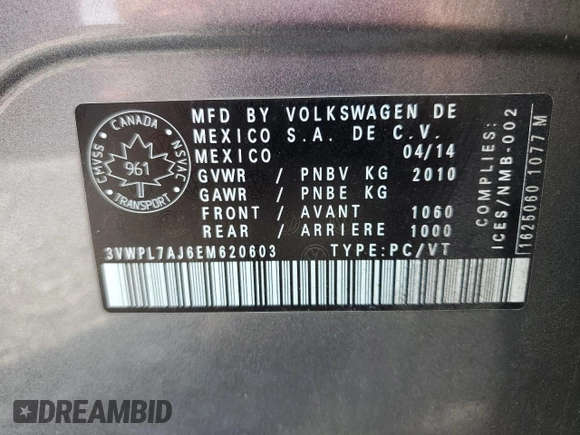 MFD BY VOLKSWAGEN DE
MEXICO S.A. DE C.V.
MEXICO 04/14
GVWR / PNBV KG 2010
GAWR / PNBE KG
FRONT / AVANT 1060
REAR / ARRIERE 1000
3VWPL7AJ6EM620603 TYPE:PC/VT
CANADA
CMVSS
NSVAC
961
TRANSPORT
COMPLIES:
ICES/NMB-002
1625060 1077 M
DREAMBID